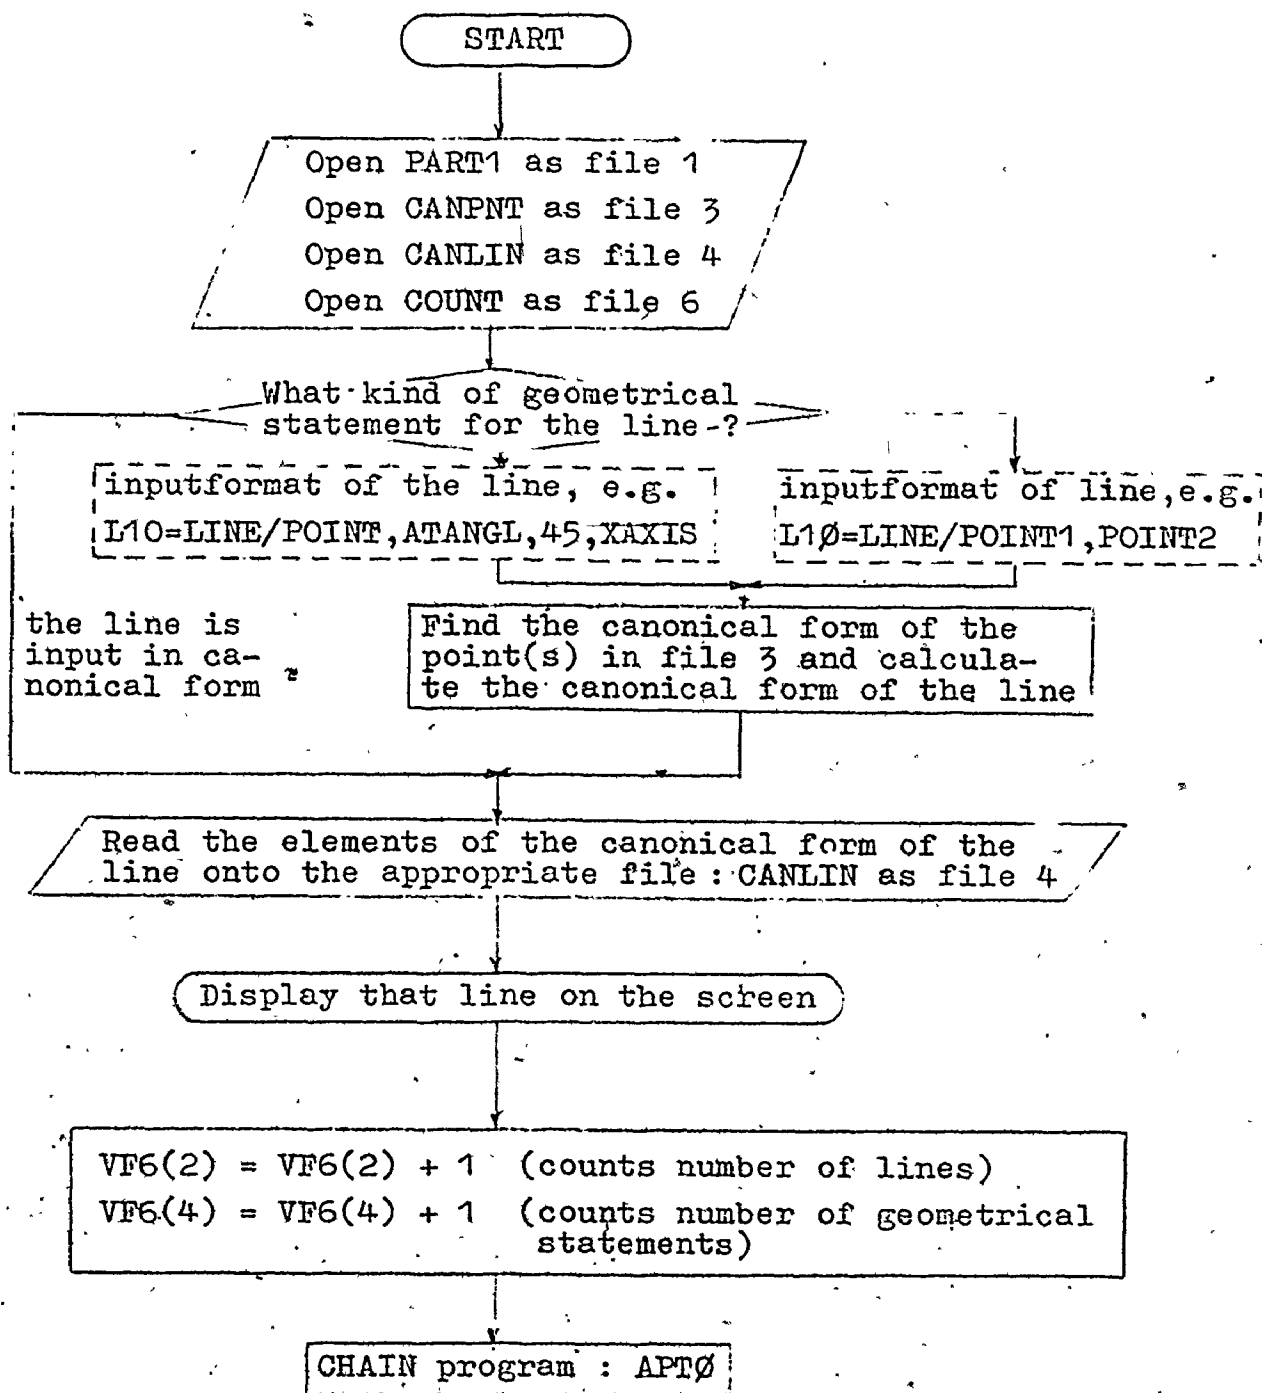 START
Open PART1 as file 1
Open CANPNT as file 3
Open CANLIN as file 4
Open COUNT as file 6
What kind of geometrical
statement for the line ?
inputformat of the line, e.g.
L10=LINE/POINT,ATANGL,45,XAXIS
inputformat of line,e.g.
L1Ø=LINE/POINT1,POINT2
the line is
input in ca-
nonical form
Find the canonical form of the
point(s) in file 3 and calcula-
te the canonical form of the line
Read the elements of the canonical form of the
line onto the appropriate file : CANLIN as file 4
Display that line on the screen
VF6(2) = VF6(2) + 1 (counts number of lines)
VF6(4) = VF6(4) + 1 (counts number of geometrical
statements)
CHAIN program : APTØ